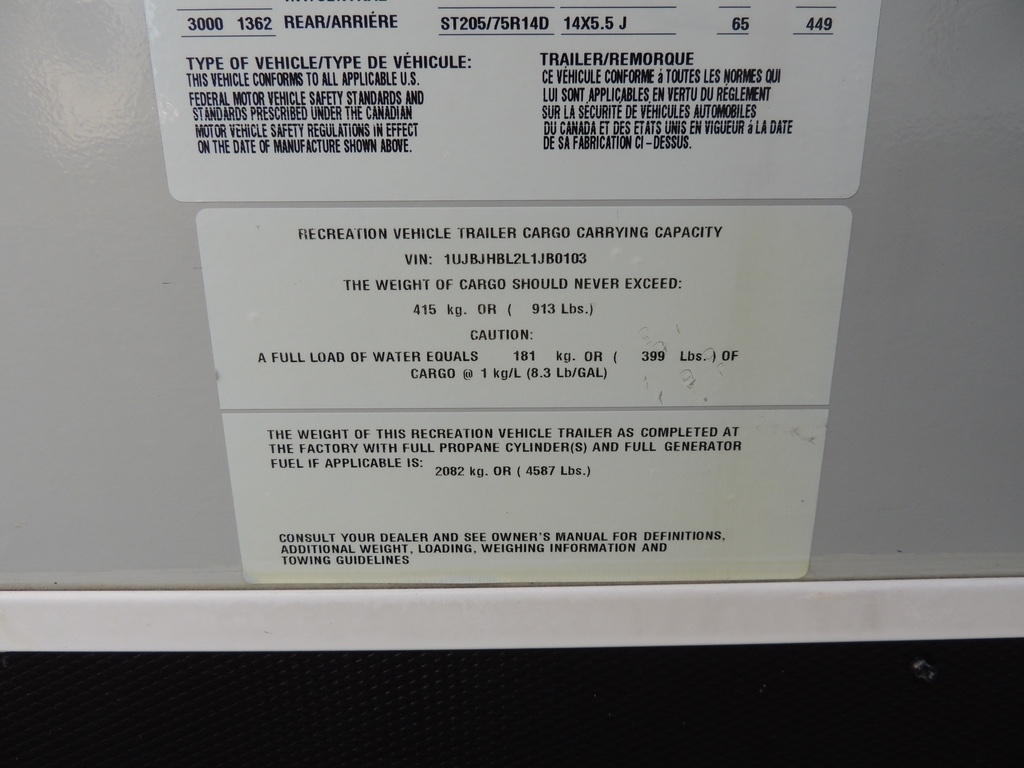 3000 1362 REAR/ARRIÉRE ST205/75R14D 14X5.5 J 65 449
TYPE OF VEHICLE/TYPE DE VÉHICULE: TRAILER/REMORQUE
THIS VEHICLE CONFORMS TO ALL APPLICABLE U.S.
FEDERAL MOTOR VEHICLE SAFETY STANDARDS AND
STANDARDS PRESCRIBED UNDER THE CANADIAN
MOTOR VEHICLE SAFETY REGULATIONS IN EFFECT
ON THE DATE OF MANUFACTURE SHOWN ABOVE.
CE VÉHICULE CONFORME á TOUTES LES NORMES QUI
LUI SONT APPLICABLES EN VERTU DU RÉGLEMENT
SUR LA SÉCURITÉ DE VÉHICULES AUTOMOBILES
DU CANADA ET DES ETATS UNIS EN VIGUEUR á LA DATE
DE SA FABRICATION CI-DESSUS.
RECREATION VEHICLE TRAILER CARGO CARRYING CAPACITY
VIN: 1UJBJHBL2L1JB0103
THE WEIGHT OF CARGO SHOULD NEVER EXCEED:
415 kg. OR ( 913 Lbs.)
CAUTION:
A FULL LOAD OF WATER EQUALS 181 kg. OR ( 399 Lbs.) OF
CARGO @ 1 kg/L (8.3 Lb/GAL)
THE WEIGHT OF THIS RECREATION VEHICLE TRAILER AS COMPLETED AT
THE FACTORY WITH FULL PROPANE CYLINDER(S) AND FULL GENERATOR
FUEL IF APPLICABLE IS: 2082 kg. OR ( 4587 Lbs.)
CONSULT YOUR DEALER AND SEE OWNER'S MANUAL FOR DEFINITIONS,
ADDITIONAL WEIGHT, LOADING, WEIGHING INFORMATION AND
TOWING GUIDELINES